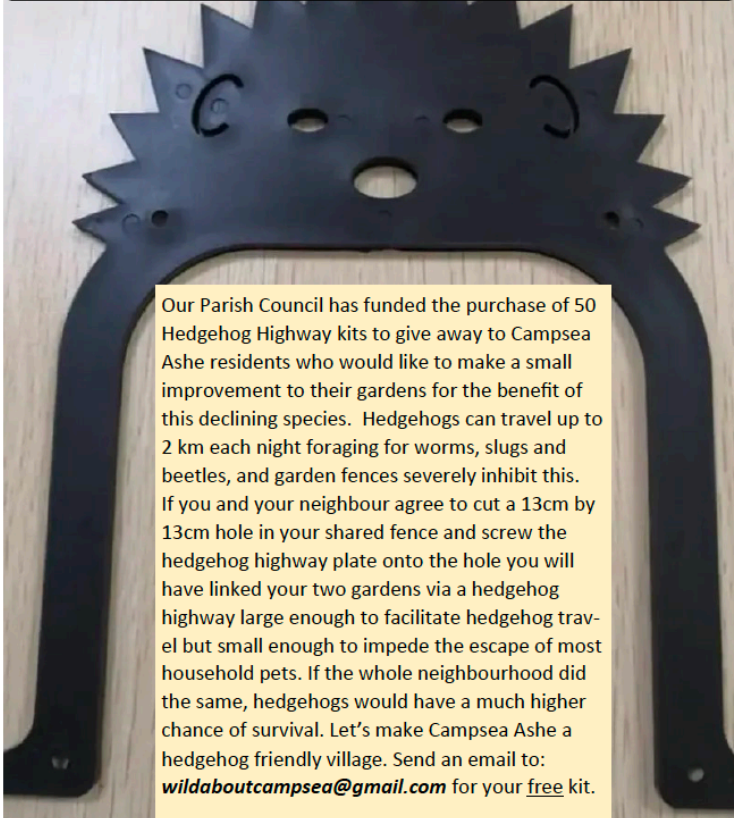 Our Parish Council has funded the purchase of 50
Hedgehog Highway kits to give away to Campsea
Ashe residents who would like to make a small
improvement to their gardens for the benefit of
this declining species.  Hedgehogs can travel up to
2 km each night foraging for worms, slugs and
beetles, and garden fences severely inhibit this.
If you and your neighbour agree to cut a 13cm by
13cm hole in your shared fence and screw the
hedgehog highway plate onto the hole you will
have linked your two gardens via a hedgehog
highway large enough to facilitate hedgehog trav-
el but small enough to impede the escape of most
household pets. If the whole neighbourhood did
the same, hedgehogs would have a much higher
chance of survival. Let’s make Campsea Ashe a
hedgehog friendly village. Send an email to:
wildaboutcampsea@gmail.com for your free kit.